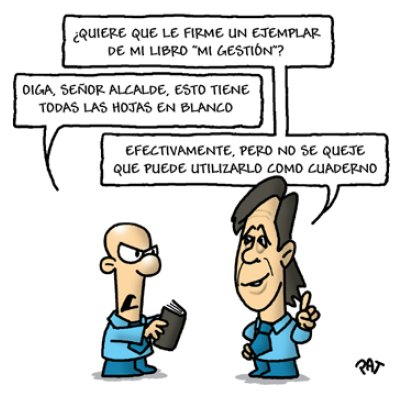 ¿QUIERE QUE LE FIRME UN EJEMPLAR
DE MI LIBRO "MI GESTIÓN"?
OIGA, SEÑOR ALCALDE, ESTO TIENE
TODAS LAS HOJAS EN BLANCO
EFECTIVAMENTE, PERO NO SE QUEJE
QUE PUEDE UTILIZARLO COMO CUADERNO
PAT